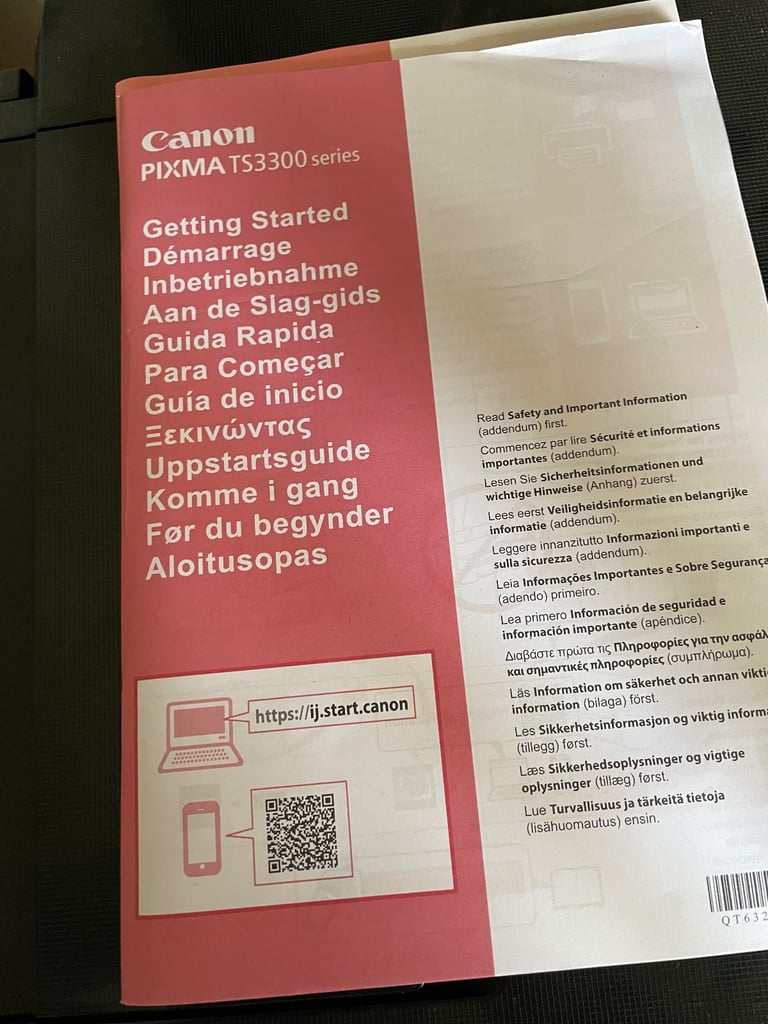 Canon
PIXMA TS3300 series
Getting Started
Démarrage
Inbetriebnahme
Aan de Slag-gids
Guida Rapida
Para Começar
Guía de inicio
Ξεκινώντας
Uppstartsguide
Komme i gang
Før du begynder
Aloitusopas
https://ij.start.canon
Read Safety and Important Information
(addendum) first.
Commencez par lire Sécurité et informations
importantes (addendum).
Lesen Sie Sicherheitsinformationen und
wichtige Hinweise (Anhang) zuerst.
Lees eerst Veiligheidsinformatie en belangrijke
informatie (addendum).
Leggere innanzitutto Informazioni importanti e
sulla sicurezza (addendum).
Leia Informações Importantes e Sobre Segurança
(adendo) primeiro.
Lea primero Información de seguridad e
información importante (apéndice).
Διαβάστε πρώτα τις Πληροφορίες για την
και σημαντικές πληροφορίες (συμπλήρωμα).
Läs Information om säkerhet och annan
information (bilaga) först.
Les Sikkerhetsinformasjon og viktig
(tillegg) først.
Læs Sikkerhedsoplysninger og vigtige
oplysninger (tillæg) først.
Lue Turvallisuus ja tärkeitä tietoja
(lisähuomautus) ensin.
QT632